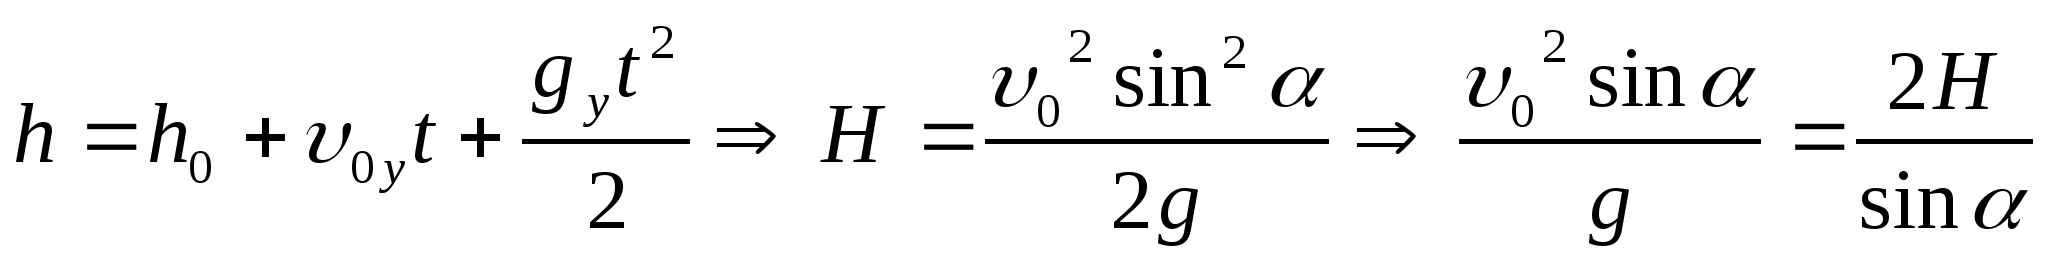 h = h₀ + υ₀ᵧt + gᵧt²/2 ⇒ H = υ₀² sin² α / 2g ⇒ υ₀² sin α / g = 2H / sin α